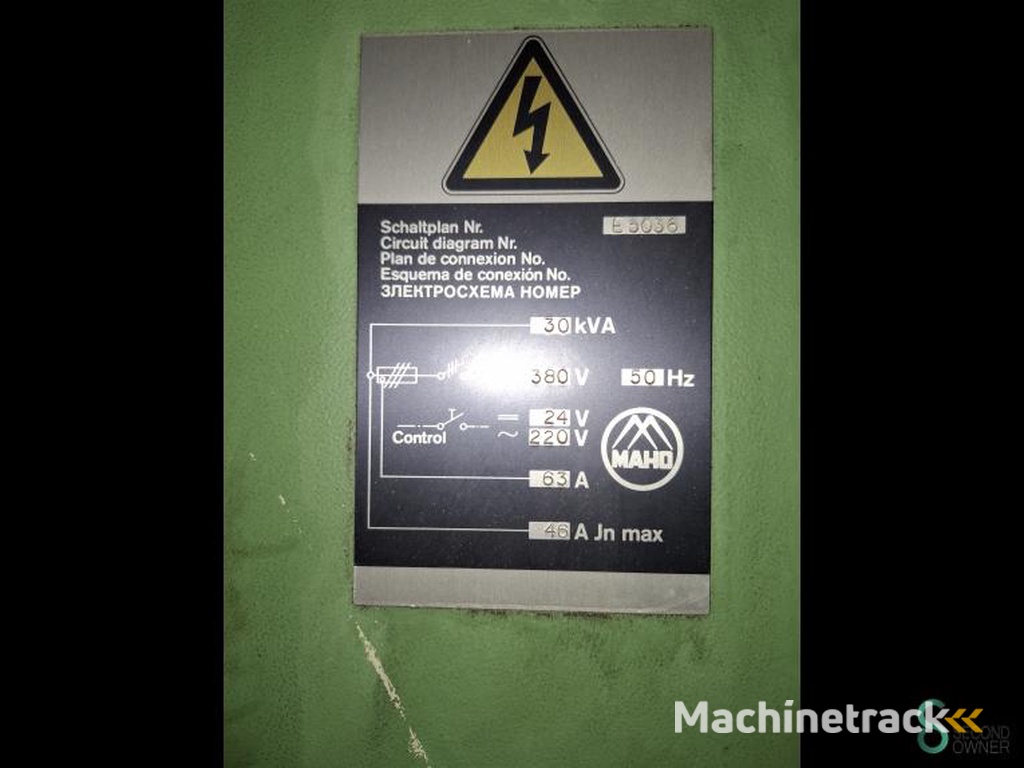 Schaltplan Nr. E 5036
Circuit diagram Nr.
Plan de connexion No.
Esquema de conexión No.
ЗЛЕКТРОСХЕМА НОМЕР
30 kVA
380 V 50 Hz
Control
24 V
220 V
MAHO
63 A
46 A Jn max
Machinetrack
SECOND
OWNER